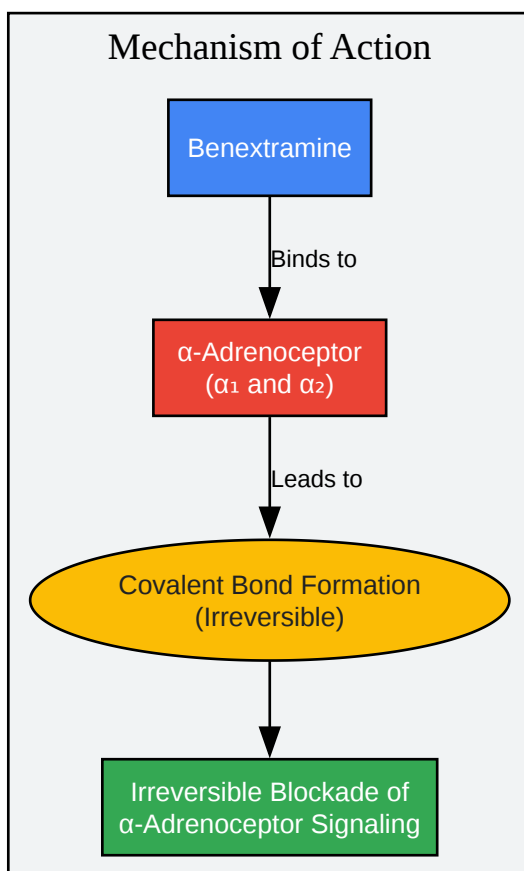 Mechanism of Action
Benextramine
Binds to
α-Adrenoceptor
(α₁ and α₂)
Leads to
Covalent Bond Formation
(Irreversible)
Irreversible Blockade of
α-Adrenoceptor Signaling